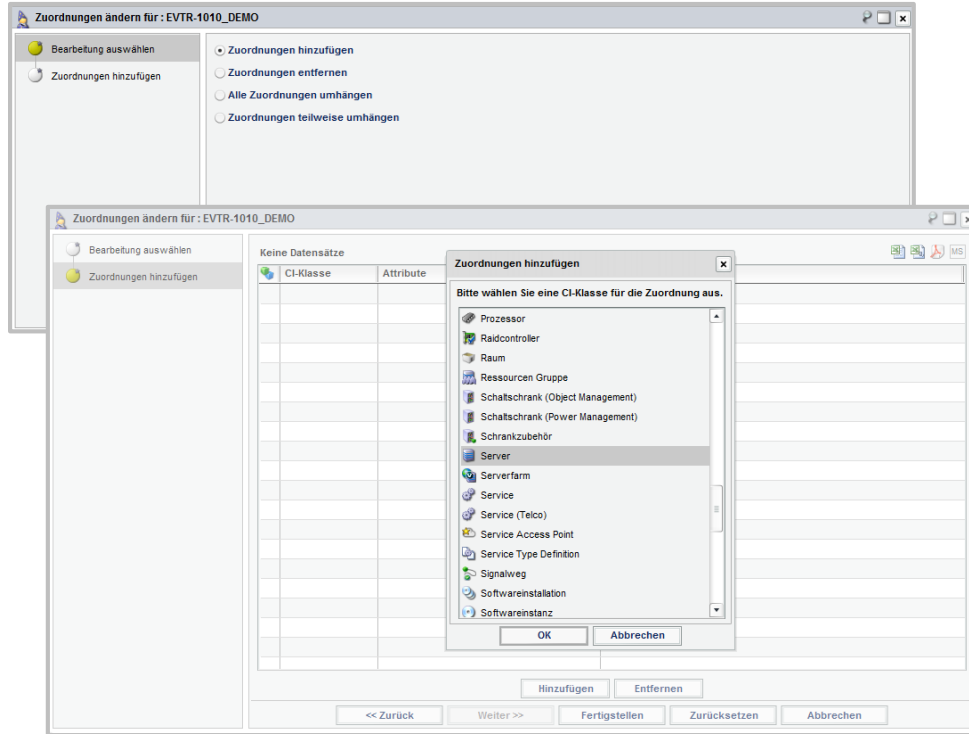 Zuordnungen ändern für : EVTR-1010_DEMO
Bearbeitung auswählen
Zuordnungen hinzufügen
Zuordnungen hinzufügen
Zuordnungen entfernen
Alle Zuordnungen umhängen
Zuordnungen teilweise umhängen
Zuordnungen ändern für : EVTR-1010_DEMO
Bearbeitung auswählen
Zuordnungen hinzufügen
Keine Datensätze
MS
CI-Klasse
Attribute
Zuordnungen hinzufügen
Bitte wählen Sie eine CI-Klasse für die Zuordnung aus.
Prozessor
Raidcontroller
Raum
Ressourcen Gruppe
Schaltschrank (Object Management)
Schaltschrank (Power Management)
Schrankzubehör
Server
Serverfarm
Service
Service (Telco)
Service Access Point
Service Type Definition
Signalweg
Softwareinstallation
Softwareinstanz
OK
Abbrechen
Hinzufügen
Entfernen
<< Zurück
Weiter >>
Fertigstellen
Zurücksetzen
Abbrechen